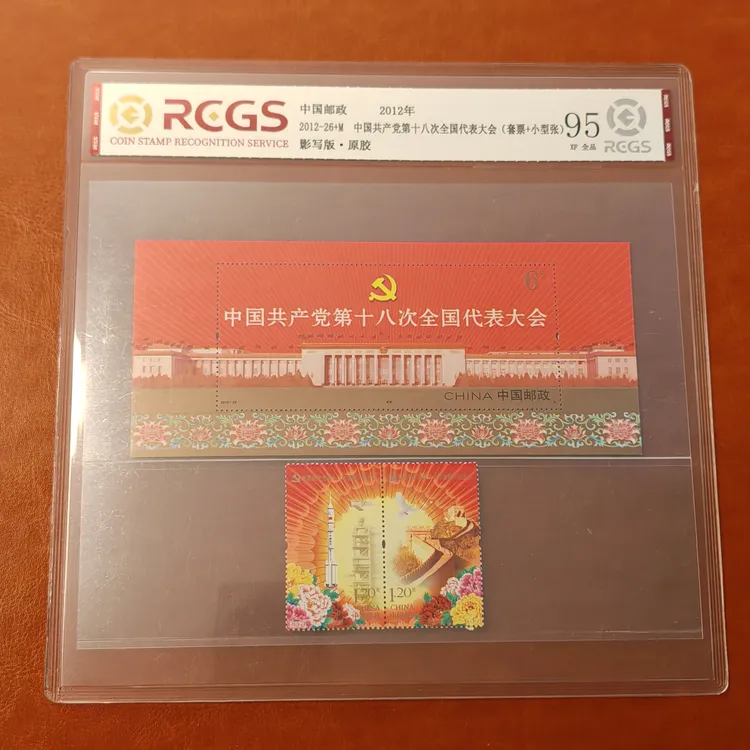 RCGS
COIN STAMP RECOGNITION SERVICE
中国邮政 2012年
2012-26+M 中国共产党第十八次全国代表大会（套票+小型张）
影写版·原胶
95
XF 全品
RCGS
6
中国共产党第十八次全国代表大会
CHINA 中国邮政
1.20元
CHINA
1.20元
CHINA